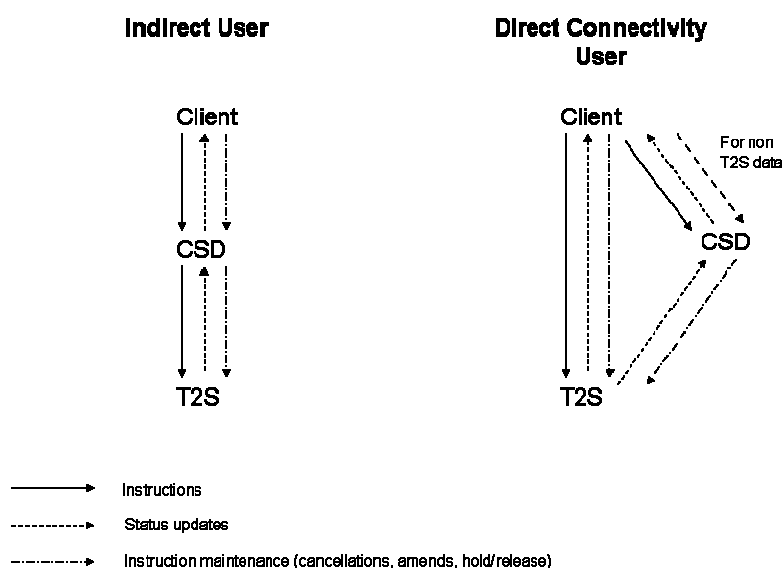 Indirect User
Direct Connectivity
User
Client
Client
For non
T2S data
CSD
CSD
T2S
T2S
Instructions
Status updates
Instruction maintenance (cancellations, amends, hold/release)